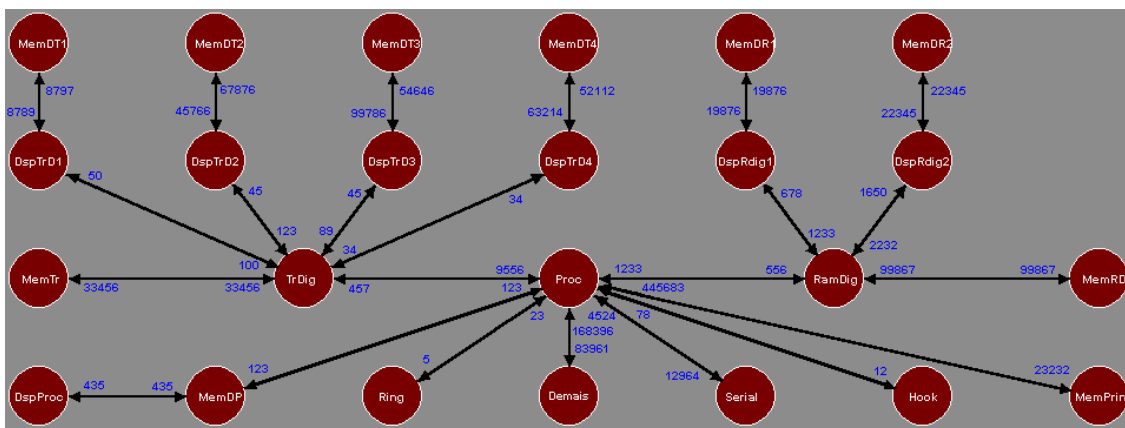 MemDT1 MemDT2 MemDT3 MemDT4 MemDR1 MemDR2
8797 67876 54646 52112 19876 22345
8789 45766 99786 63214 19876 22345
DspTrD1 DspTrD2 DspTrD3 DspTrD4 DspRdig1 DspRdig2
50 45 45 34 678 1650
123 89 34 1233 2232
100 9556 1233 556 99867 99867
MemTr TrDig Proc RamDig MemRD
33456 33456 457 123 445683
23 4524 78
168396
83961
435 435 123 5 12964 12 23232
DspProc MemDP Ring Demais Serial Hook MemPrin